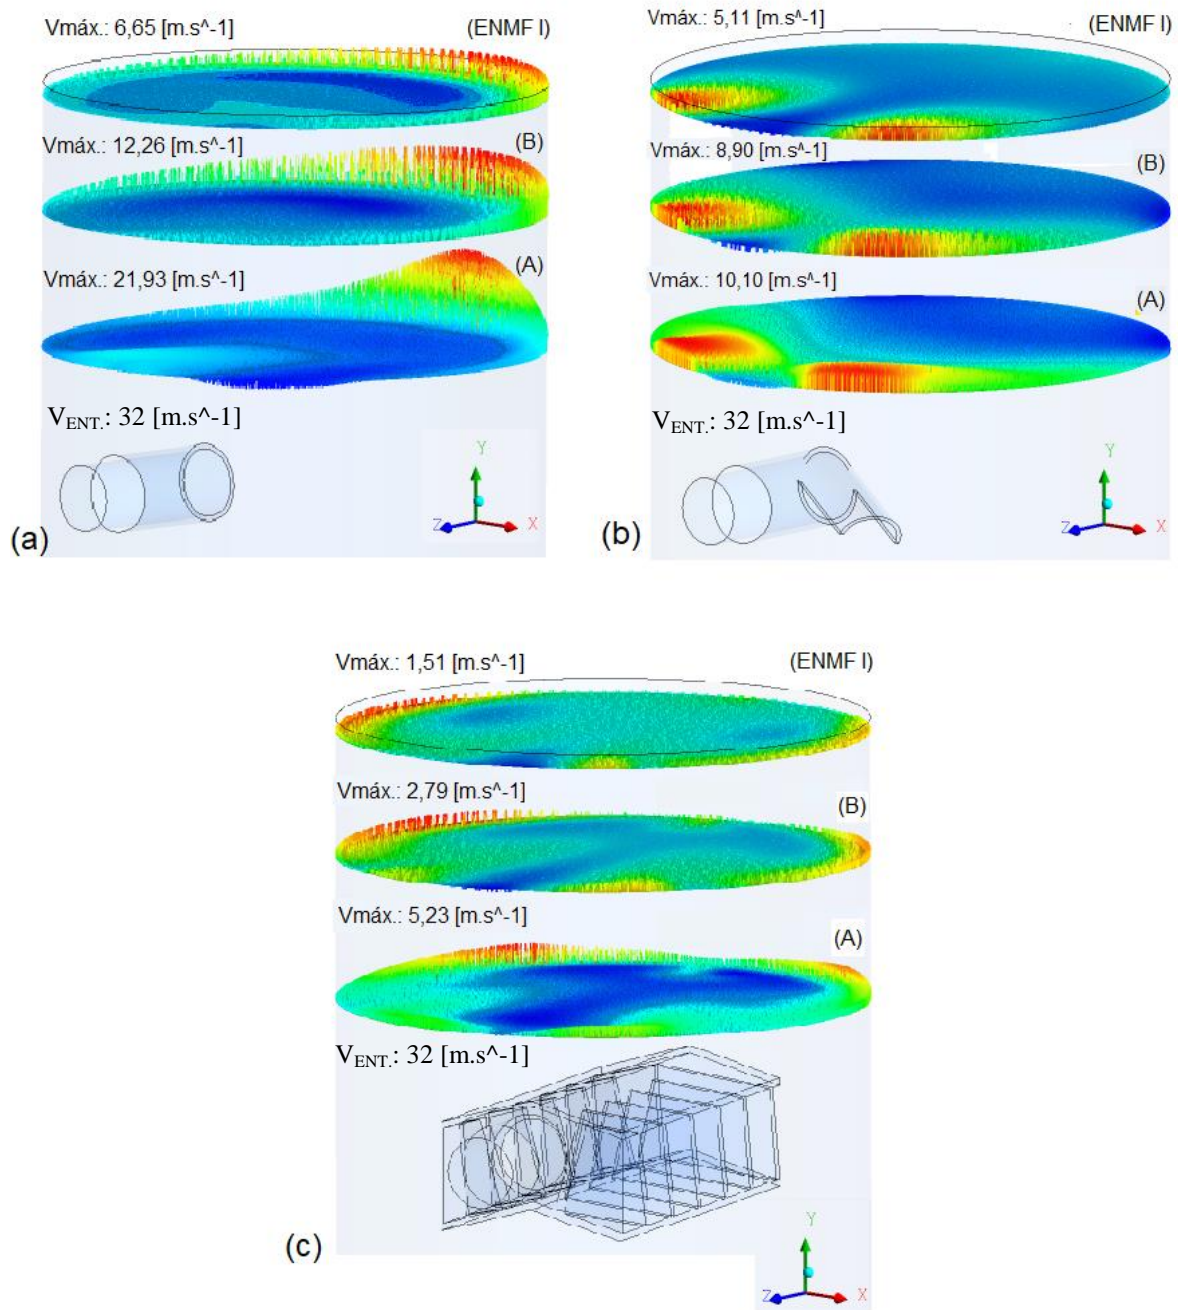 Vmáx.: 6,65 [m.s^-1] (ENMF I)
Vmáx.: 12,26 [m.s^-1] (B)
Vmáx.: 21,93 [m.s^-1] (A)
VENT.: 32 [m.s^-1]
Y
Z X
(a)
Vmáx.: 5,11 [m.s^-1] (ENMF I)
Vmáx.: 8,90 [m.s^-1] (B)
Vmáx.: 10,10 [m.s^-1] (A)
VENT.: 32 [m.s^-1]
Y
Z X
(b)
Vmáx.: 1,51 [m.s^-1] (ENMF I)
Vmáx.: 2,79 [m.s^-1] (B)
Vmáx.: 5,23 [m.s^-1] (A)
VENT.: 32 [m.s^-1]
(c)
Y
Z X